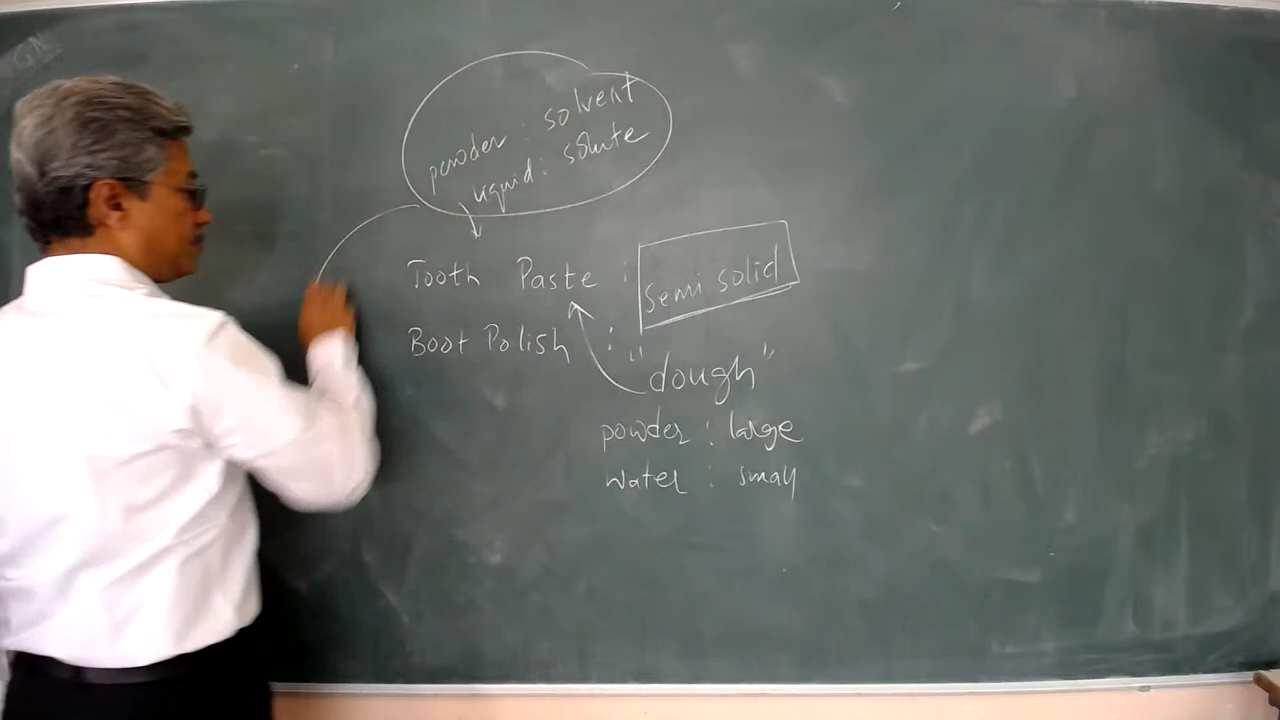 powder : solvent
liquid : solute
Tooth Paste : Semi solid
Boot Polish :
"dough"
powder : large
water : small